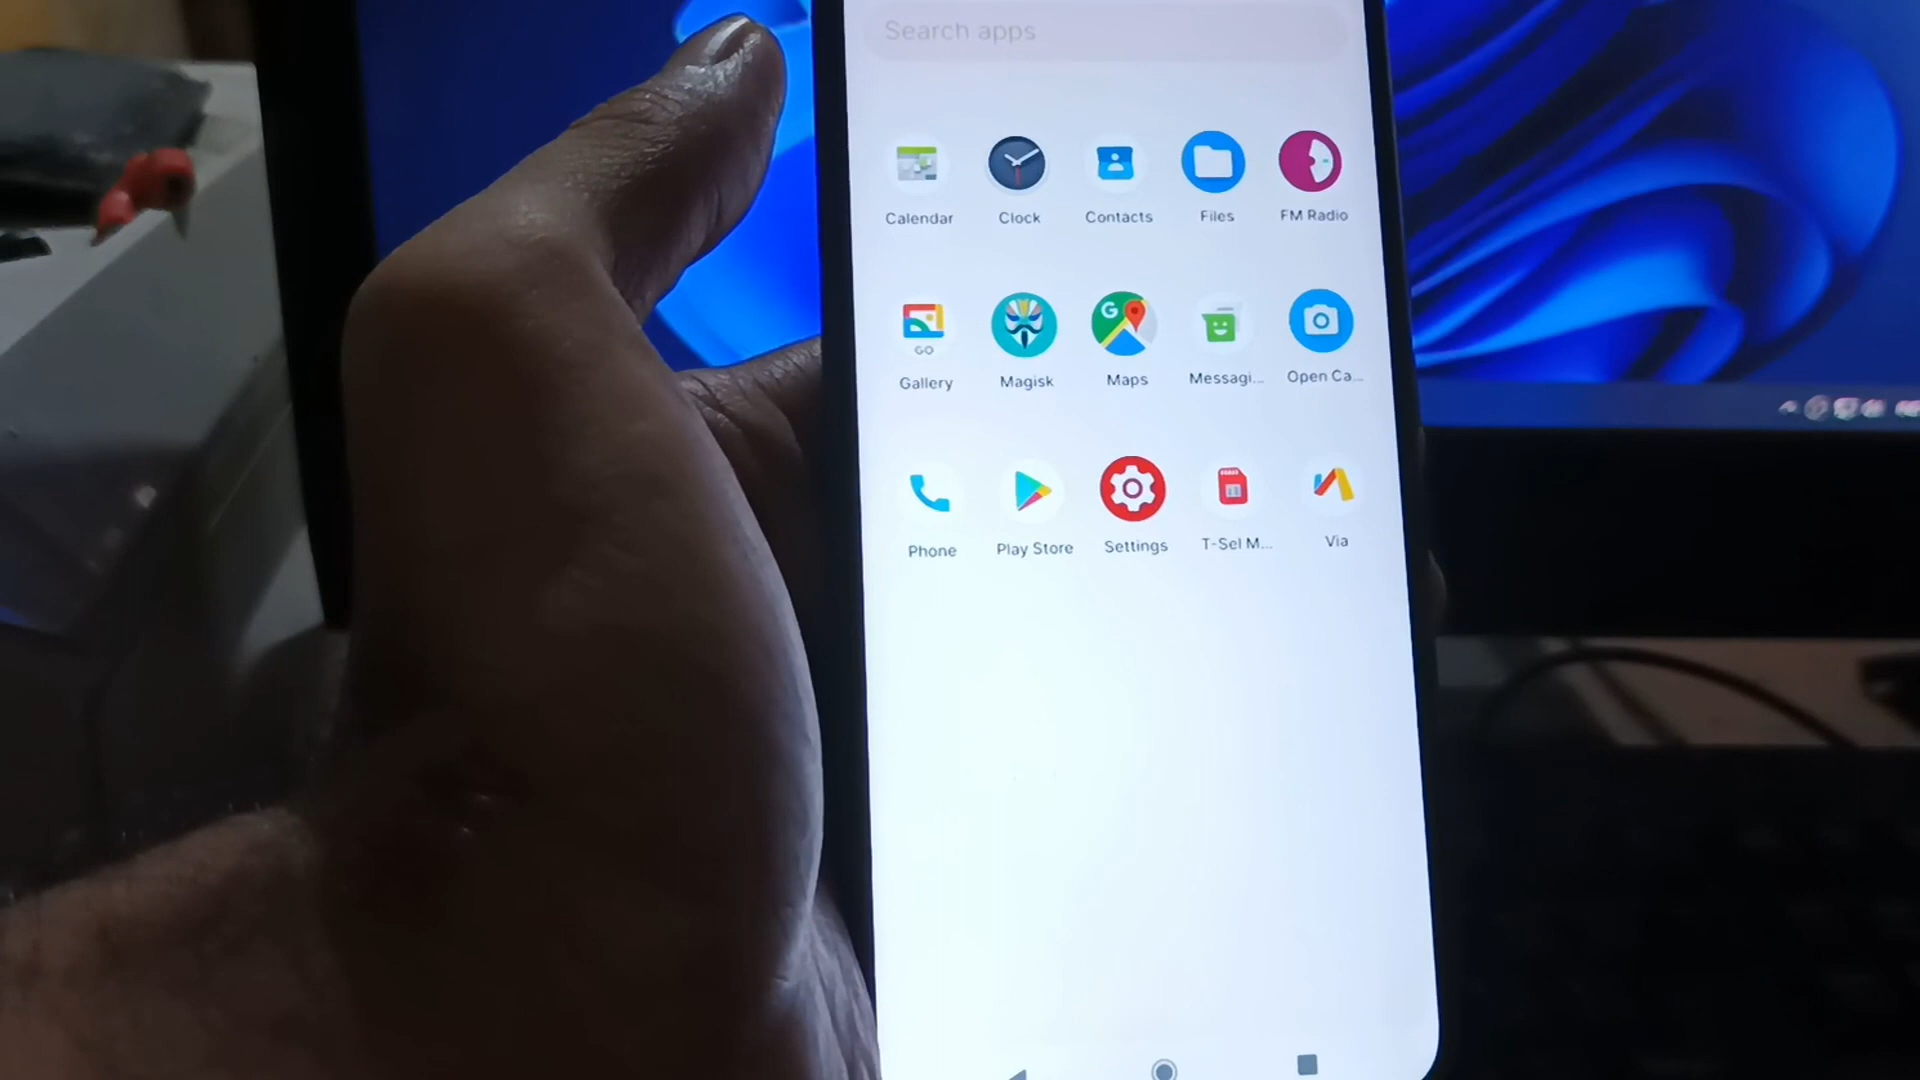 Search apps
Calendar
Clock
Contacts
Files
FM Radio
GO
Gallery
Magisk
G
Maps
Messagi...
Open Ca...
Phone
Play Store
Settings
T-Sel M...
Via